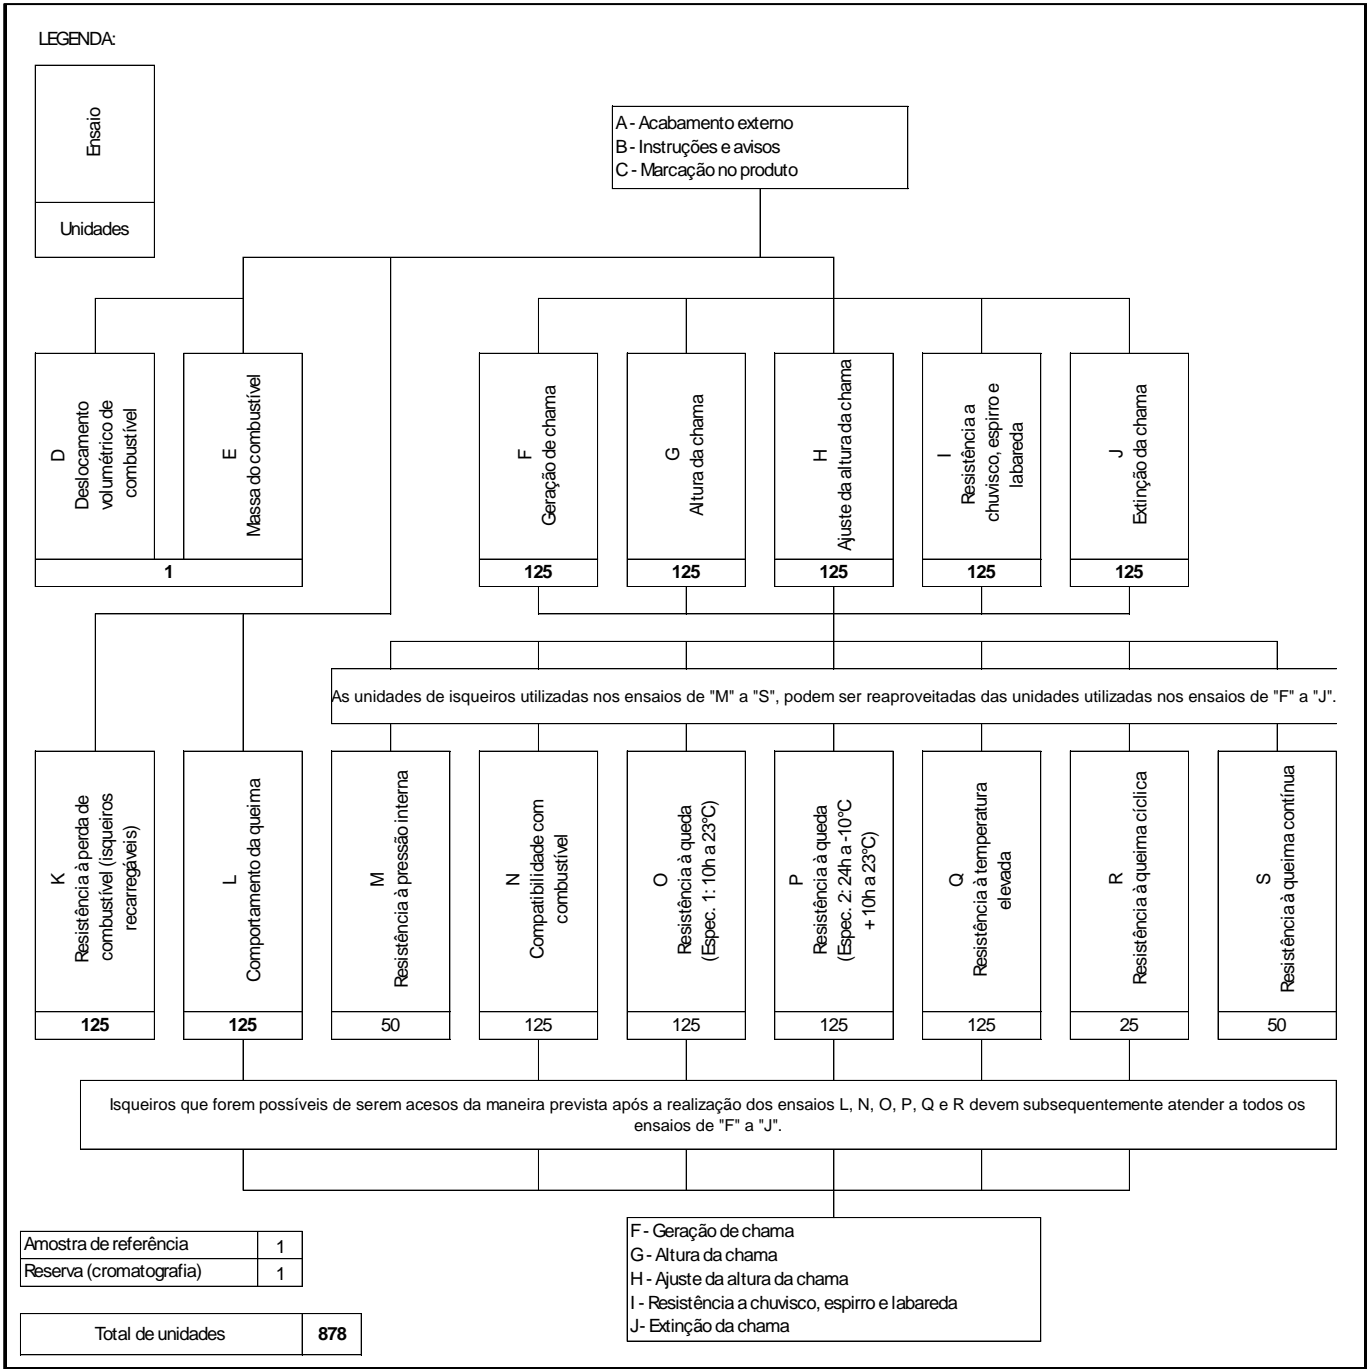 LEGENDA:
Ensaio
Unidades
A - Acabamento externo
B - Instruções e avisos
C - Marcação no produto
D
Deslocamento
volumétrico de
combustível
E
Massa do combustível
1
F
Geração de chama
125
G
Altura da chama
125
H
Ajuste da altura da chama
125
I
Resistência a
chuvisco, espirro e
labareda
125
J
Extinção da chama
125
As unidades de isqueiros utilizadas nos ensaios de "M" a "S", podem ser reaproveitadas das unidades utilizadas nos ensaios de "F" a "J".
K
Resistência à perda de
combustível (isqueiros
recarregáveis)
125
L
Comportamento da queima
125
M
Resistência à pressão interna
50
N
Compatibilidade com
combustível
125
O
Resistência à queda
(Espec. 1: 10h a 23°C)
125
P
Resistência à queda
(Espec. 2: 24h a -10°C
+ 10h a 23°C)
125
Q
Resistência à temperatura
elevada
125
R
Resistência à queima cíclica
25
S
Resistência à queima contínua
50
Isqueiros que forem possíveis de serem acesos da maneira prevista após a realização dos ensaios L, N, O, P, Q e R devem subsequentemente atender a todos os
ensaios de "F" a "J".
F - Geração de chama
G - Altura da chama
H - Ajuste da altura da chama
I - Resistência a chuvisco, espirro e labareda
J- Extinção da chama
Amostra de referência 1
Reserva (cromatografia) 1
Total de unidades 878